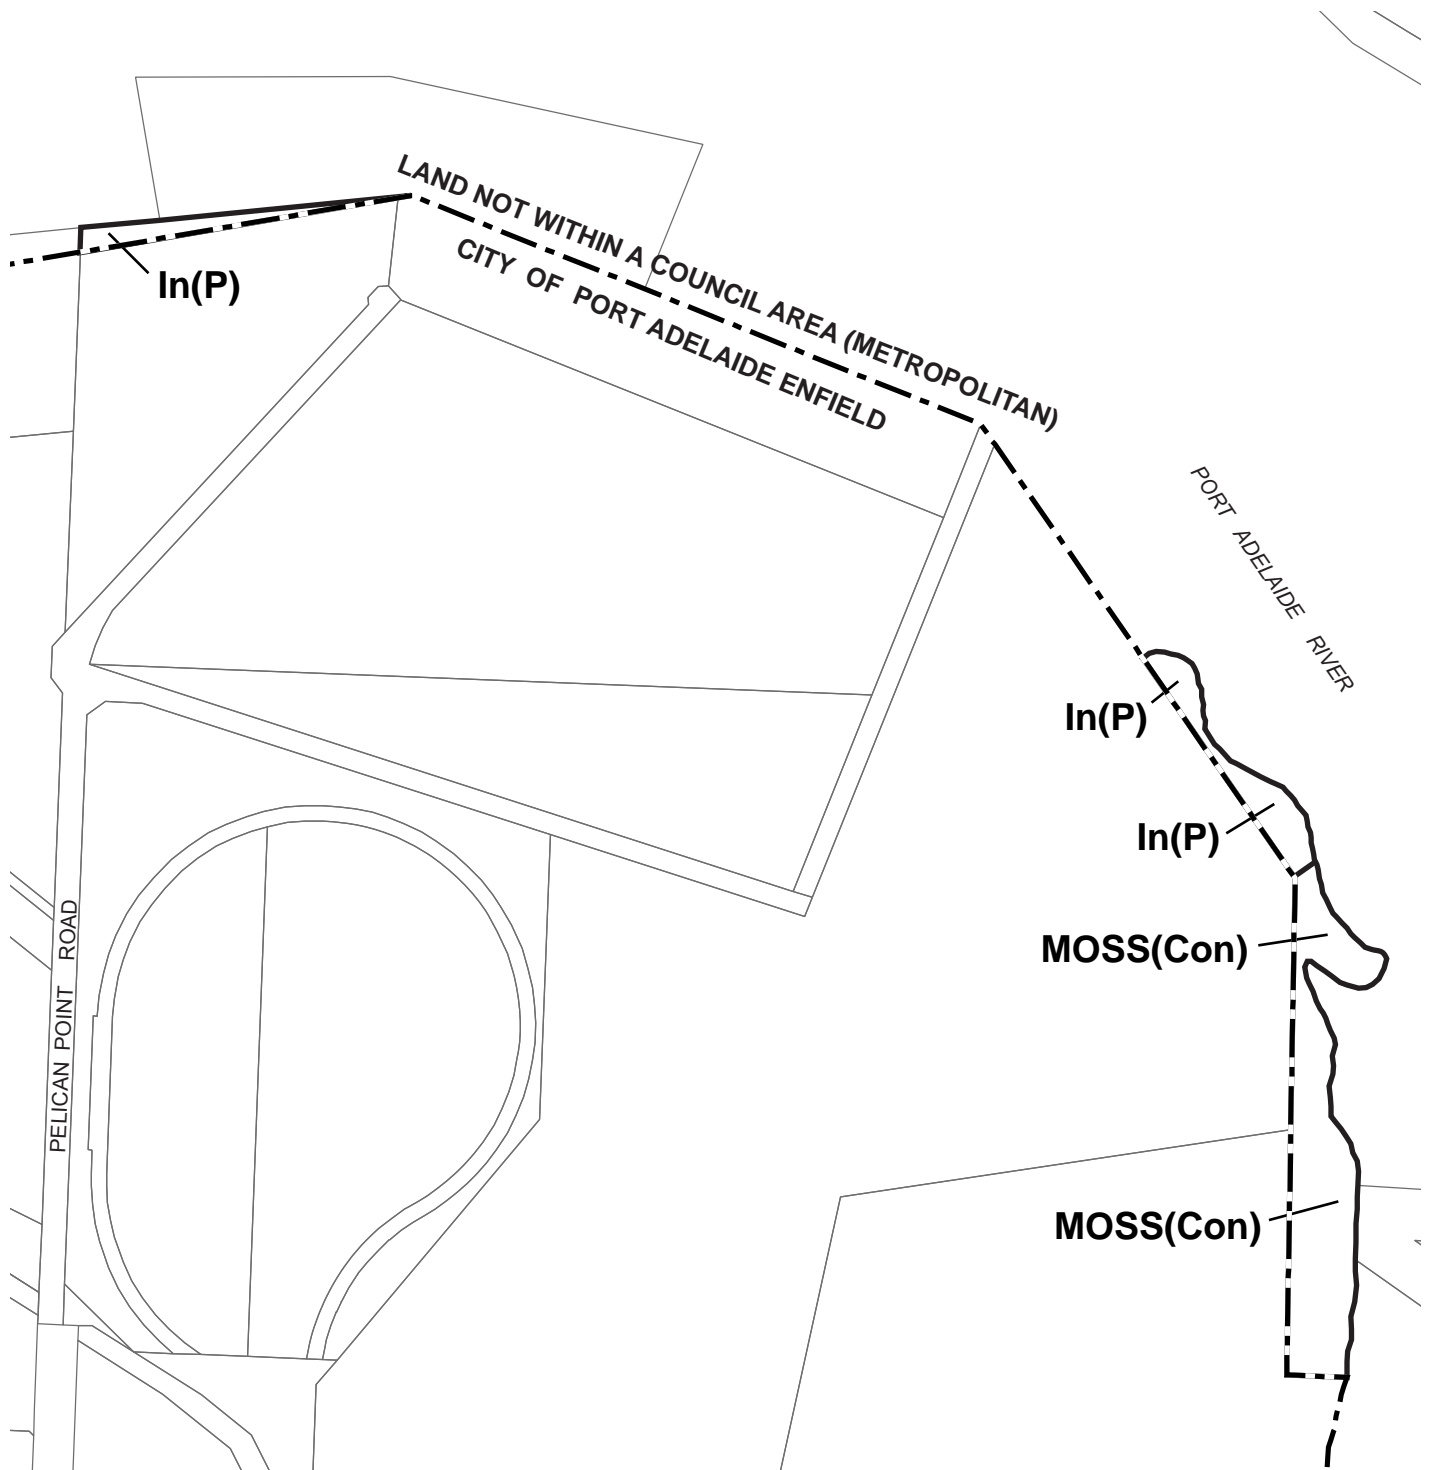 LAND NOT WITHIN A COUNCIL AREA (METROPOLITAN)
CITY OF PORT ADELAIDE ENFIELD
In(P)
PORT ADELAIDE RIVER
In(P)
In(P)
MOSS(Con)
PELICAN POINT ROAD
MOSS(Con)